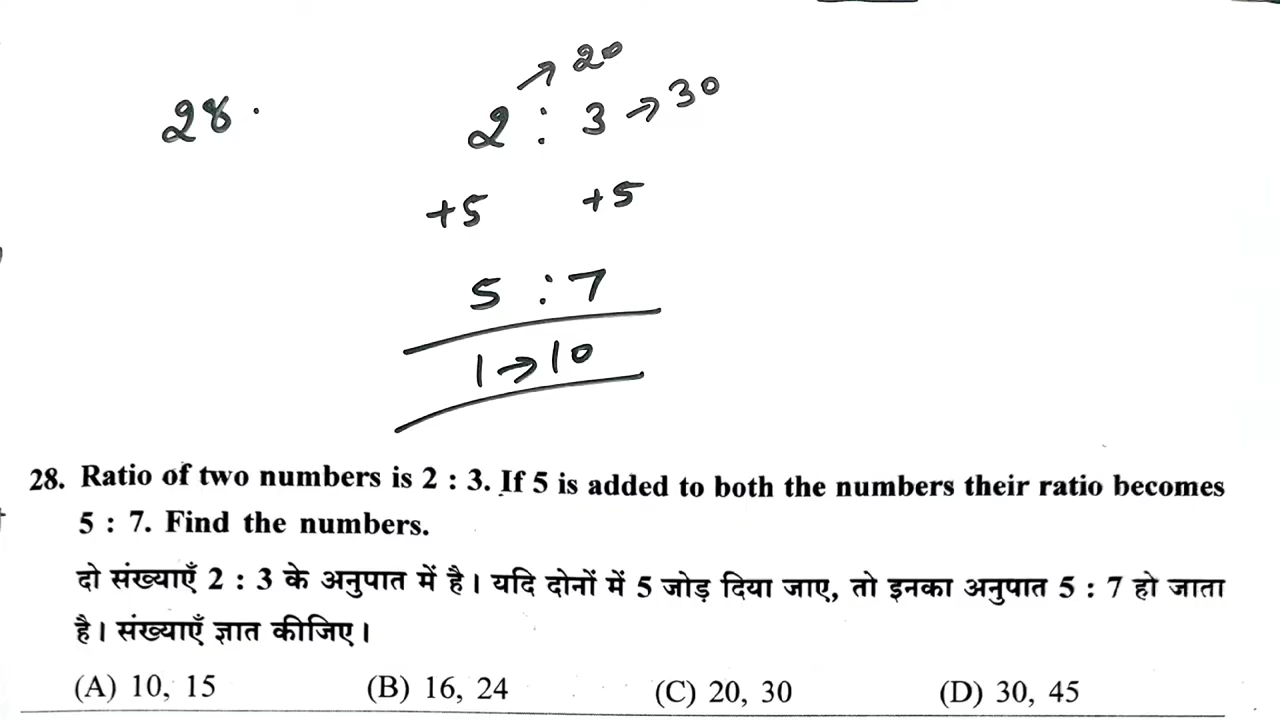 28.
→ 20
2 : 3 → 30
+5 +5
5 : 7
1 → 10
28. Ratio of two numbers is 2 : 3. If 5 is added to both the numbers their ratio becomes
5 : 7. Find the numbers.
दो संख्याएँ 2 : 3 के अनुपात में है। यदि दोनों में 5 जोड़ दिया जाए, तो इनका अनुपात 5 : 7 हो जाता
है। संख्याएँ ज्ञात कीजिए।
(A) 10, 15 (B) 16, 24 (C) 20, 30 (D) 30, 45